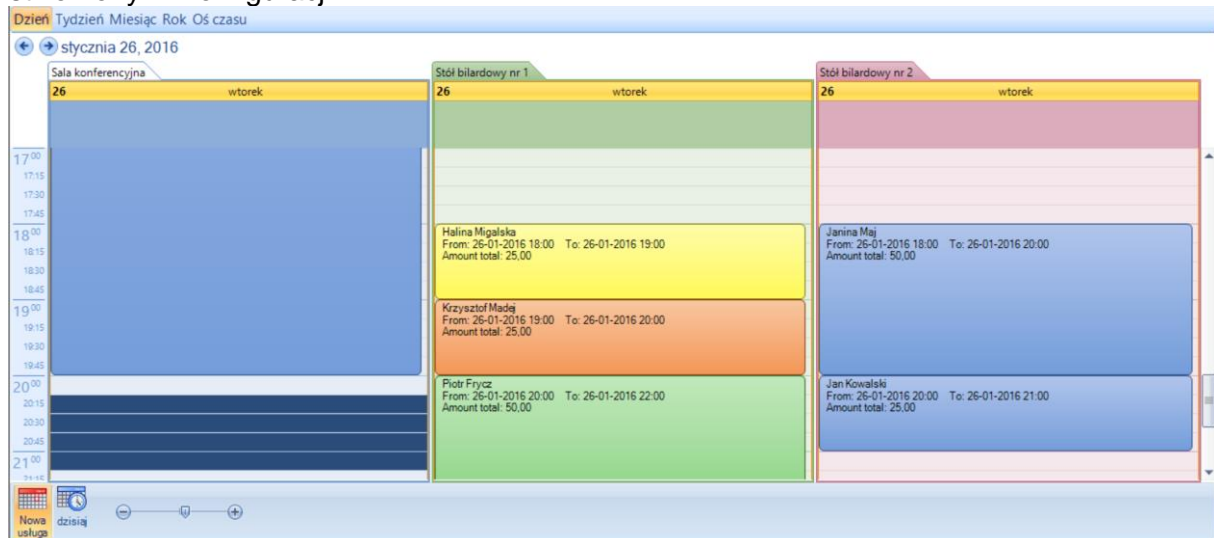 Dzień Tydzień Miesiąc Rok Oś czasu
stycznia 26, 2016
Sala konferencyjna
Stół bilardowy nr 1
Stół bilardowy nr 2
26 wtorek
26 wtorek
26 wtorek
17 00
17:15
17:30
17:45
18 00
18:15
18:30
18:45
19 00
19:15
19:30
19:45
20 00
20:15
20:30
20:45
21 00
21:15
Halina Migalska
From: 26-01-2016 18:00 To: 26-01-2016 19:00
Amount total: 25,00
Krzysztof Madej
From: 26-01-2016 19:00 To: 26-01-2016 20:00
Amount total: 25,00
Piotr Frycz
From: 26-01-2016 20:00 To: 26-01-2016 22:00
Amount total: 50,00
Janina Maj
From: 26-01-2016 18:00 To: 26-01-2016 20:00
Amount total: 50,00
Jan Kowalski
From: 26-01-2016 20:00 To: 26-01-2016 21:00
Amount total: 25,00
Nowa
usługa
dzisiaj